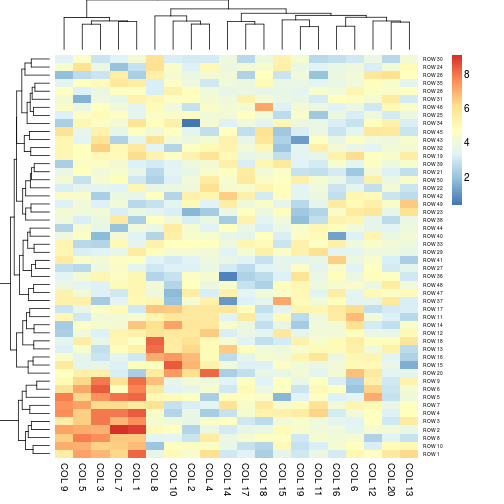 ROW 30
ROW 24
ROW 26
ROW 35
ROW 28
ROW 31
ROW 46
ROW 25
ROW 34
ROW 45
ROW 43
ROW 32
ROW 19
ROW 39
ROW 21
ROW 50
ROW 22
ROW 42
ROW 49
ROW 23
ROW 38
ROW 44
ROW 40
ROW 33
ROW 29
ROW 41
ROW 27
ROW 36
ROW 48
ROW 47
ROW 37
ROW 17
ROW 11
ROW 14
ROW 12
ROW 18
ROW 13
ROW 16
ROW 15
ROW 20
ROW 9
ROW 6
ROW 5
ROW 7
ROW 4
ROW 3
ROW 2
ROW 8
ROW 10
ROW 1
8
6
4
2
COL 9
COL 5
COL 3
COL 7
COL 1
COL 8
COL 10
COL 2
COL 4
COL 14
COL 17
COL 18
COL 15
COL 19
COL 11
COL 16
COL 6
COL 12
COL 20
COL 13